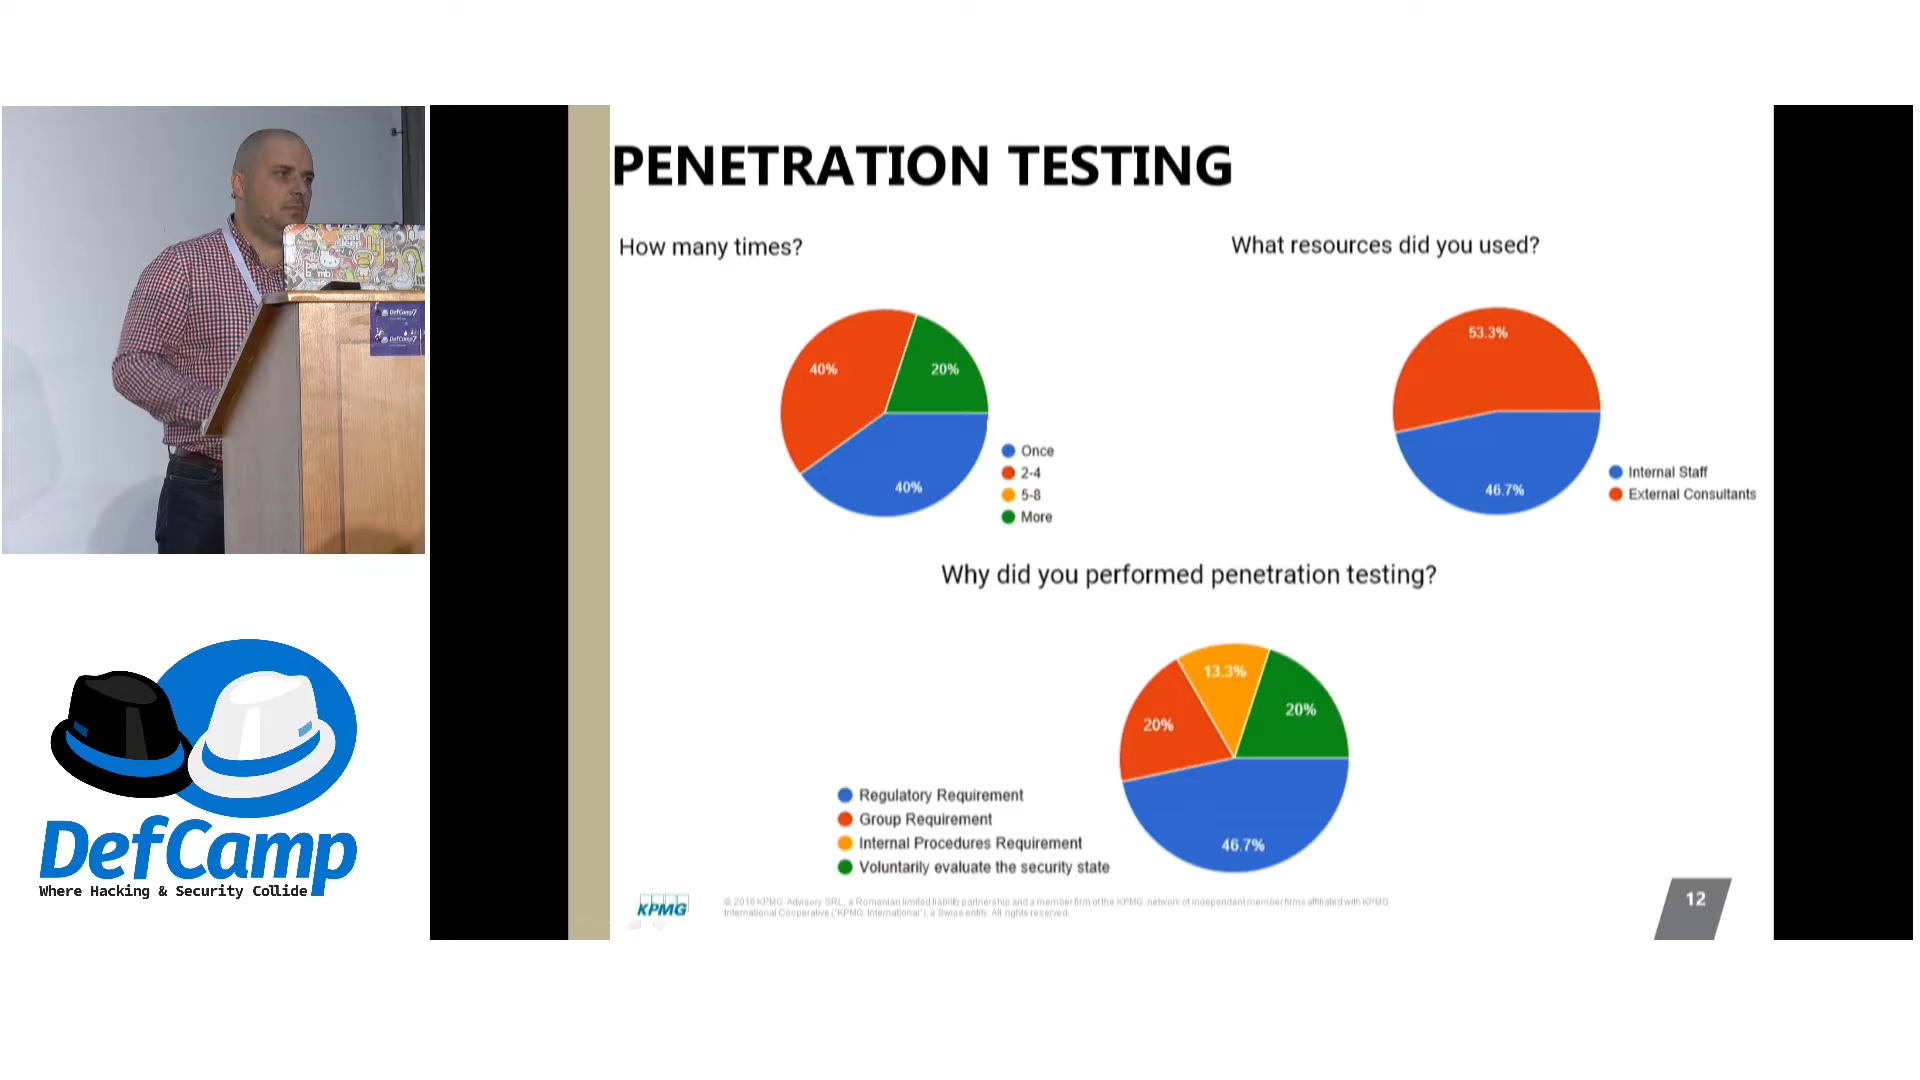 PENETRATION TESTING
How many times?
40%
20%
40%
Once
2-4
5-8
More
What resources did you used?
53.3%
46.7%
Internal Staff
External Consultants
Why did you performed penetration testing?
13.3%
20%
20%
46.7%
Regulatory Requirement
Group Requirement
Internal Procedures Requirement
Voluntarily evaluate the security state
KPMG
© 2016 KPMG Advisory SRL, a Romanian limited liability partnership and a member firm of the KPMG network of independent member firms affiliated with KPMG
International Cooperative ("KPMG International"), a Swiss entity. All rights reserved.
12
DefCamp7
DefCamp7
DefCamp
Where Hacking & Security Collide